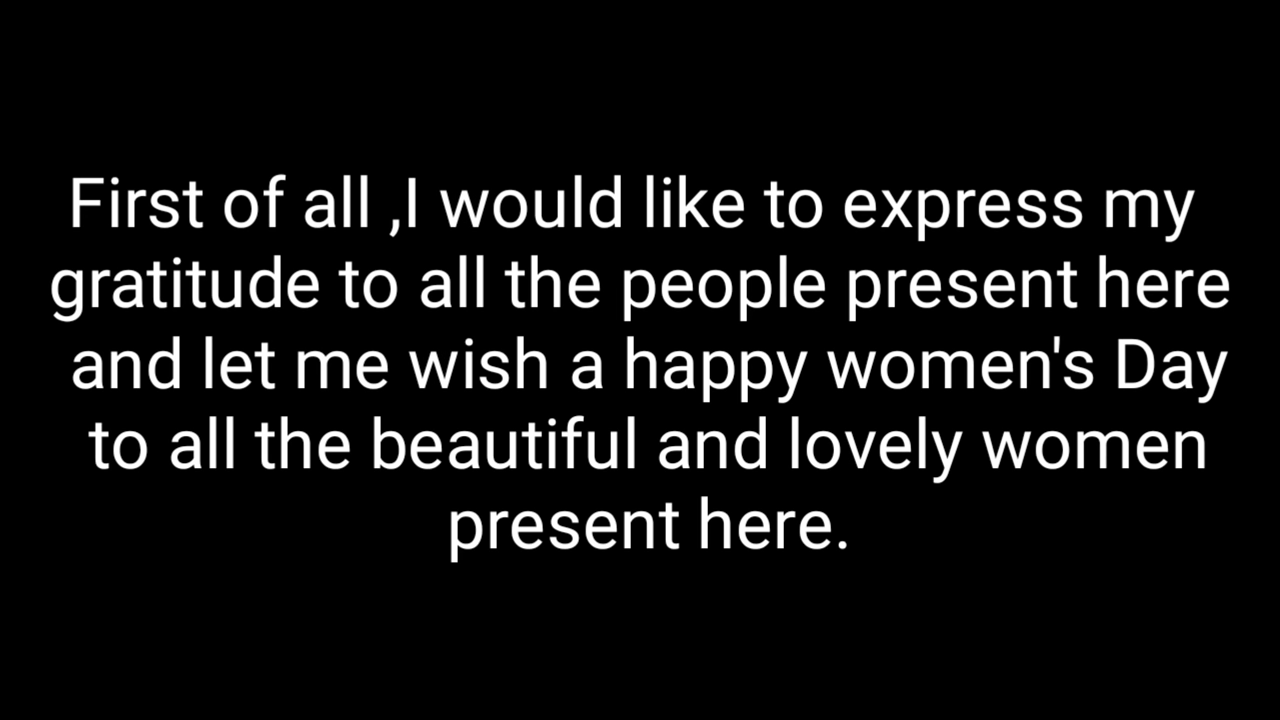 First of all ,I would like to express my
gratitude to all the people present here
and let me wish a happy women's Day
to all the beautiful and lovely women
present here.